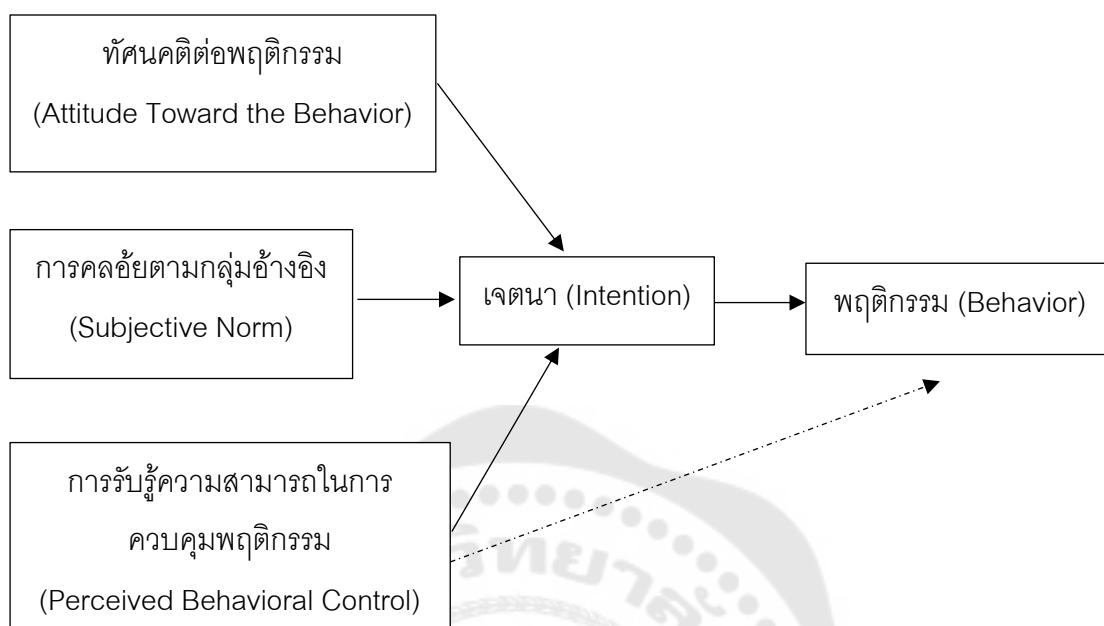 ทัศนคติต่อพฤติกรรม
(Attitude Toward the Behavior)
การคลอ้ยตามกลุ่มอ้างอิง
(Subjective Norm)
เจตนา (Intention)
พฤติกรรม (Behavior)
การรับรู้ความสามารถในการ
ควบคุมพฤติกรรม
(Perceived Behavioral Control)